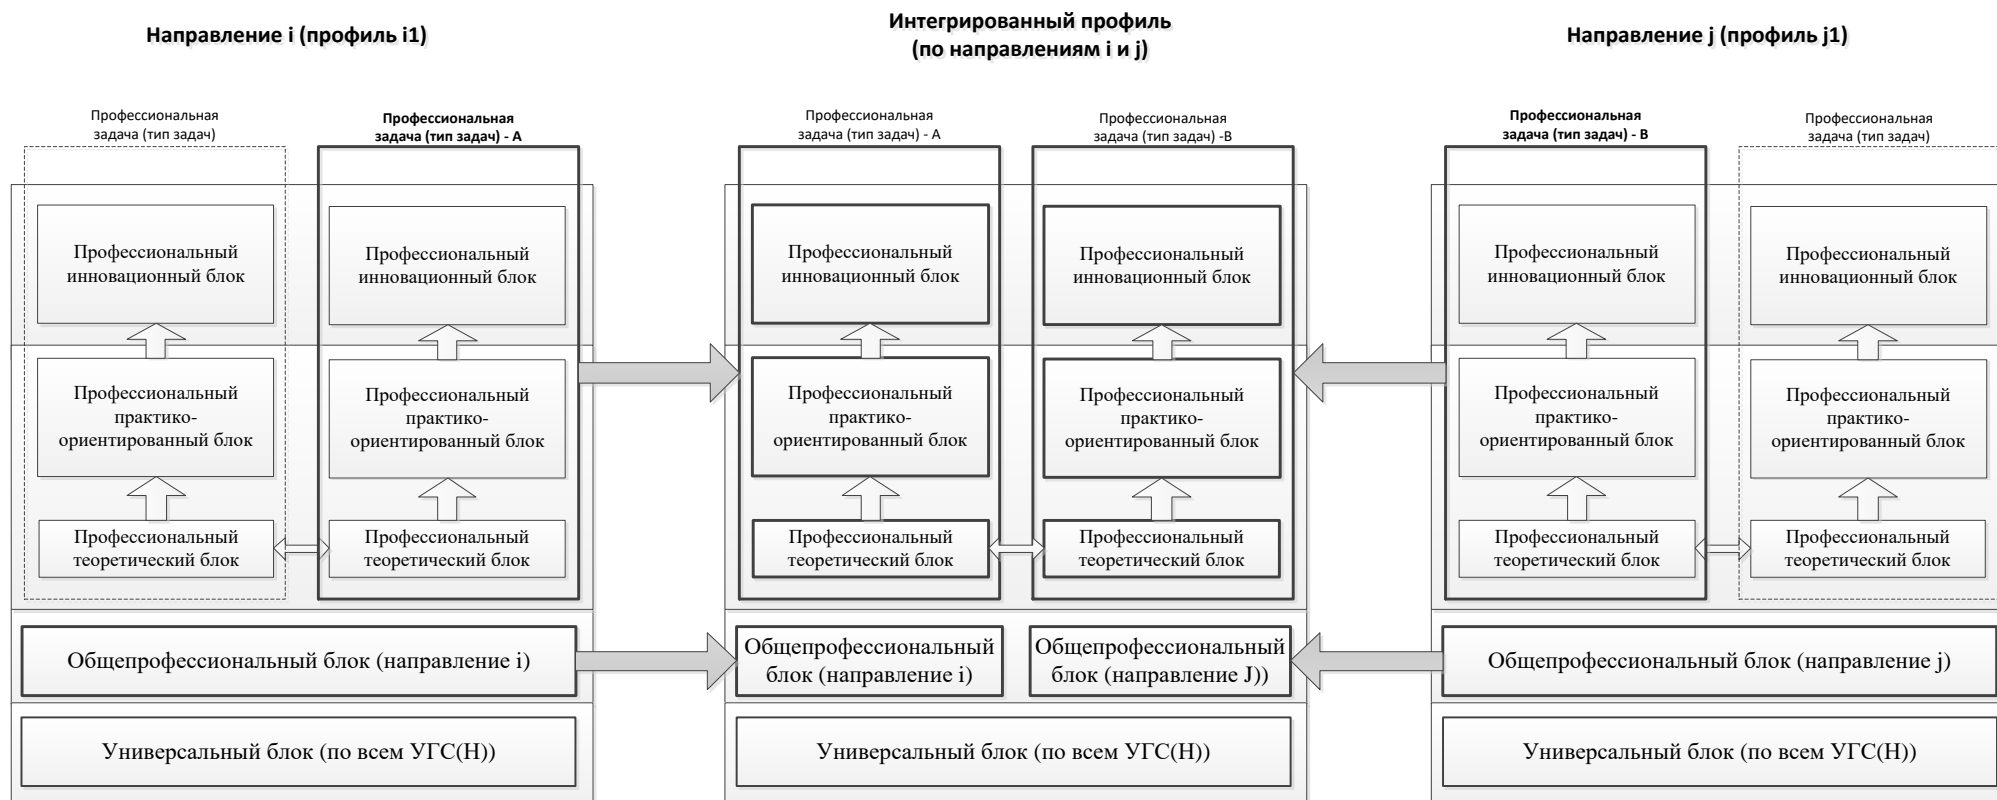 Направление i (профиль i1)
Профессиональная
задача (тип задач)
Профессиональная
задача (тип задач) - А
Профессиональный
инновационный блок
Профессиональный
инновационный блок
Профессиональный
практико-
ориентированный блок
Профессиональный
практико-
ориентированный блок
Профессиональный
теоретический блок
Профессиональный
теоретический блок
Общепрофессиональный блок (направление i)
Универсальный блок (по всем УГС(Н))
Интегрированный профиль
(по направлениям i и j)
Профессиональная
задача (тип задач) - А
Профессиональная
задача (тип задач) -В
Профессиональный
инновационный блок
Профессиональный
инновационный блок
Профессиональный
практико-
ориентированный блок
Профессиональный
практико-
ориентированный блок
Профессиональный
теоретический блок
Профессиональный
теоретический блок
Общепрофессиональный
блок (направление i)
Общепрофессиональный
блок (направление J))
Универсальный блок (по всем УГС(Н))
Направление j (профиль j1)
Профессиональная
задача (тип задач) - В
Профессиональная
задача (тип задач)
Профессиональный
инновационный блок
Профессиональный
инновационный блок
Профессиональный
практико-
ориентированный блок
Профессиональный
практико-
ориентированный блок
Профессиональный
теоретический блок
Профессиональный
теоретический блок
Общепрофессиональный блок (направление j)
Универсальный блок (по всем УГС(Н))